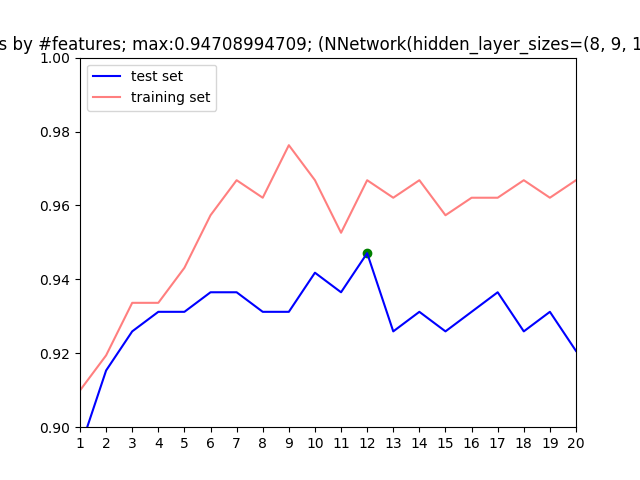 s by #features; max:0.94708994709; (NNetwork(hidden_layer_sizes=(8, 9, 1
1.00
test set
training set
0.98
0.96
0.94
0.92
0.90
1 2 3 4 5 6 7 8 9 10 11 12 13 14 15 16 17 18 19 20